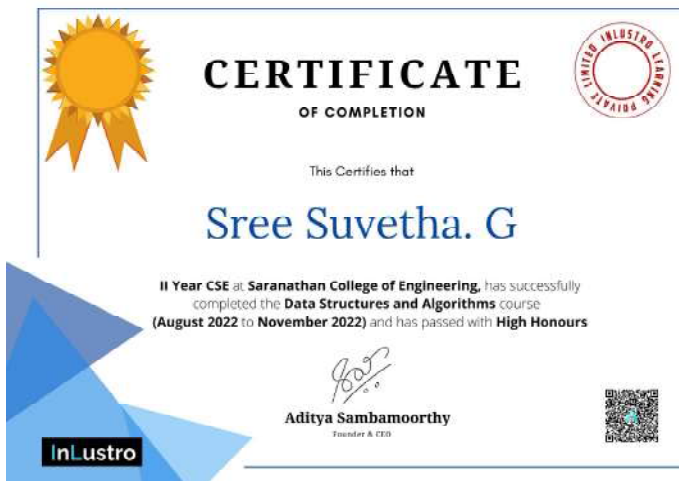 CERTIFICATE
OF COMPLETION
INLUSTRO LEARNING PRIVATE LIMITED
This Certifies that
Sree Suvetha. G
II Year CSE at Saranathan College of Engineering, has successfully
completed the Data Structures and Algorithms course
(August 2022 to November 2022) and has passed with High Honours
Aditya Sambamoorthy
Founder & CEO
InLustro